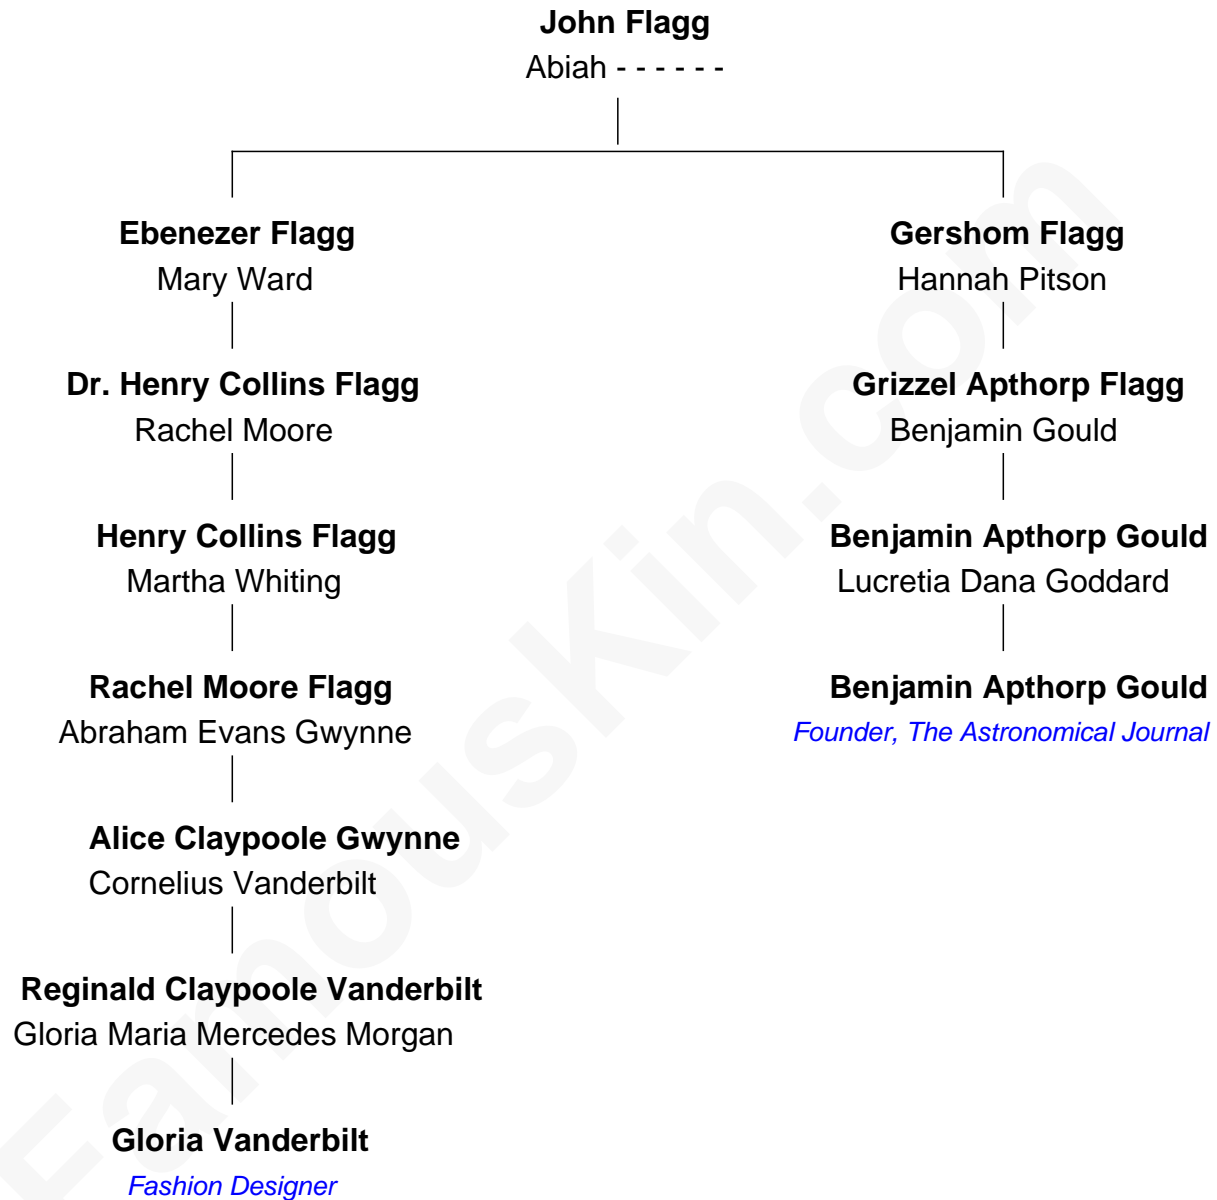 John Flagg
Abiah - - - - - -
Ebenezer Flagg
Mary Ward
Dr. Henry Collins Flagg
Rachel Moore
Henry Collins Flagg
Martha Whiting
Rachel Moore Flagg
Abraham Evans Gwynne
Alice Claypoole Gwynne
Cornelius Vanderbilt
Reginald Claypoole Vanderbilt
Gloria Maria Mercedes Morgan
Gloria Vanderbilt
Fashion Designer
Gershom Flagg
Hannah Pitson
Grizzel Apthorp Flagg
Benjamin Gould
Benjamin Apthorp Gould
Lucretia Dana Goddard
Benjamin Apthorp Gould
Founder, The Astronomical Journal
FamousKin.com